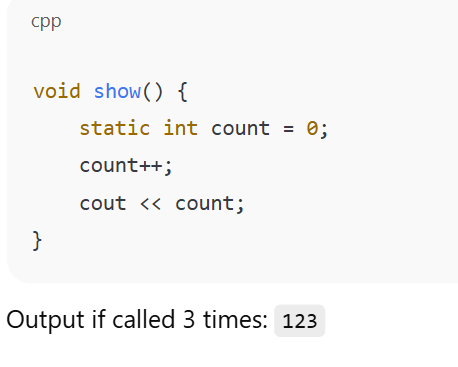 cpp
void show() {
    static int count = 0;
    count++;
    cout << count;
}
Output if called 3 times: 123